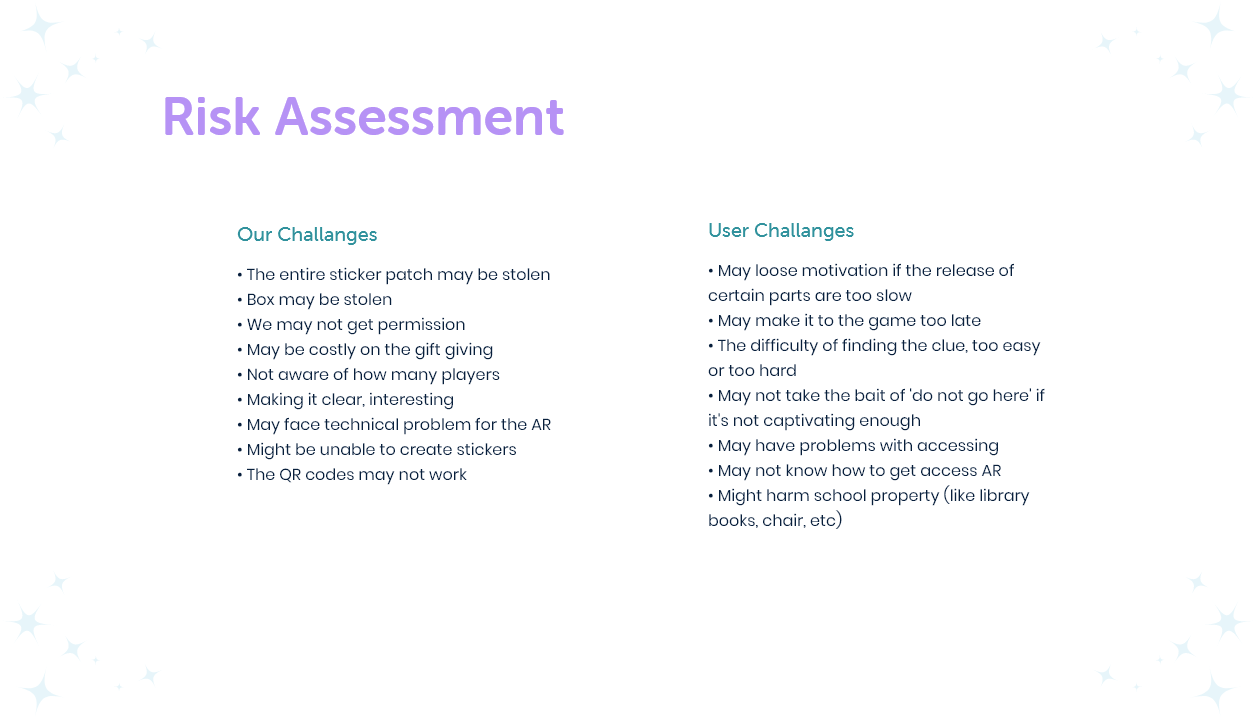 Risk Assessment
Our Challanges
• The entire sticker patch may be stolen
• Box may be stolen
• We may not get permission
• May be costly on the gift giving
• Not aware of how many players
• Making it clear, interesting
• May face technical problem for the AR
• Might be unable to create stickers
• The QR codes may not work
User Challanges
• May loose motivation if the release of
certain parts are too slow
• May make it to the game too late
• The difficulty of finding the clue, too easy
or too hard
• May not take the bait of 'do not go here' if
it's not captivating enough
• May have problems with accessing
• May not know how to get access AR
• Might harm school property (like library
books, chair, etc)